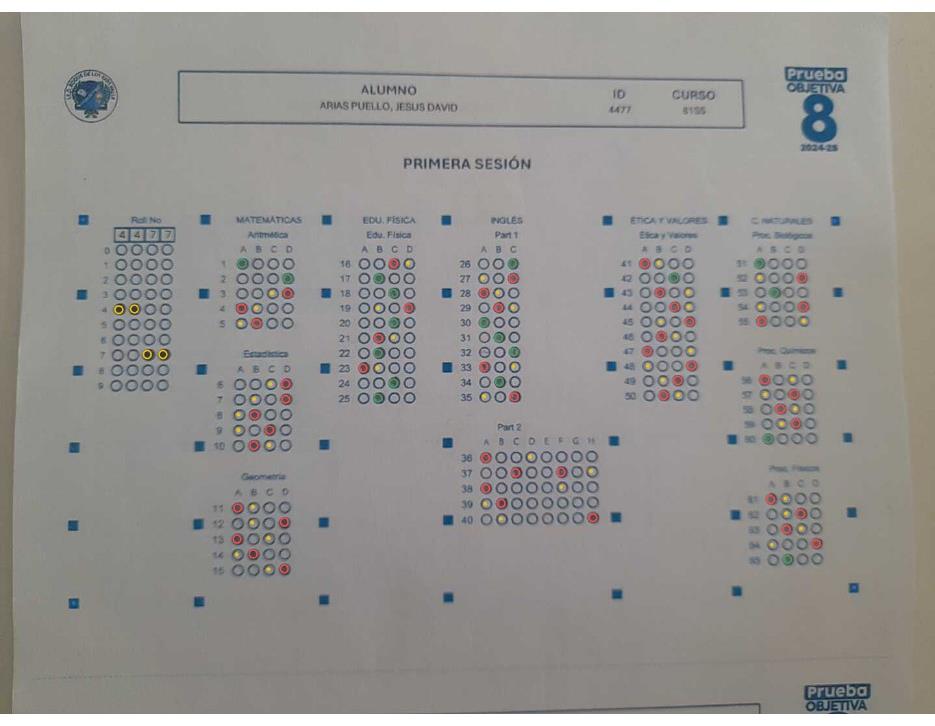 ALUMNO
ARIAS PUELLO, JESUS DAVID
ID
4477
CURSO
Prueba
OBJETIVA
8
2024-25
PRIMERA SESIÓN
Roll No
4 4 7 7
0
1
2
3
4
5
6
7
8
9
MATEMÁTICAS
Aritmética
A B C D
1
2
3
4
5
Estadística
A B C D
6
7
8
9
10
Geometría
A B C D
11
12
13
14
15
EDU. FÍSICA
Edu. Física
A B C D
16
17
18
19
20
21
22
23
24
25
INGLÉS
Part 1
A B C
26
27
28
29
30
31
32
33
34
35
Part 2
A B C D E F G H
36
37
38
39
40
ÉTICA Y VALORES
Ética y Valores
A B C D
41
42
43
44
45
46
47
48
49
50
C. NATURALES
Proc. Biológicos
A B C D
51
52
53
54
55
Proc. Químicos
A B C D
56
57
58
59
60
Proc. Físicos
A B C D
61
62
63
64
65
Prueba
OBJETIVA